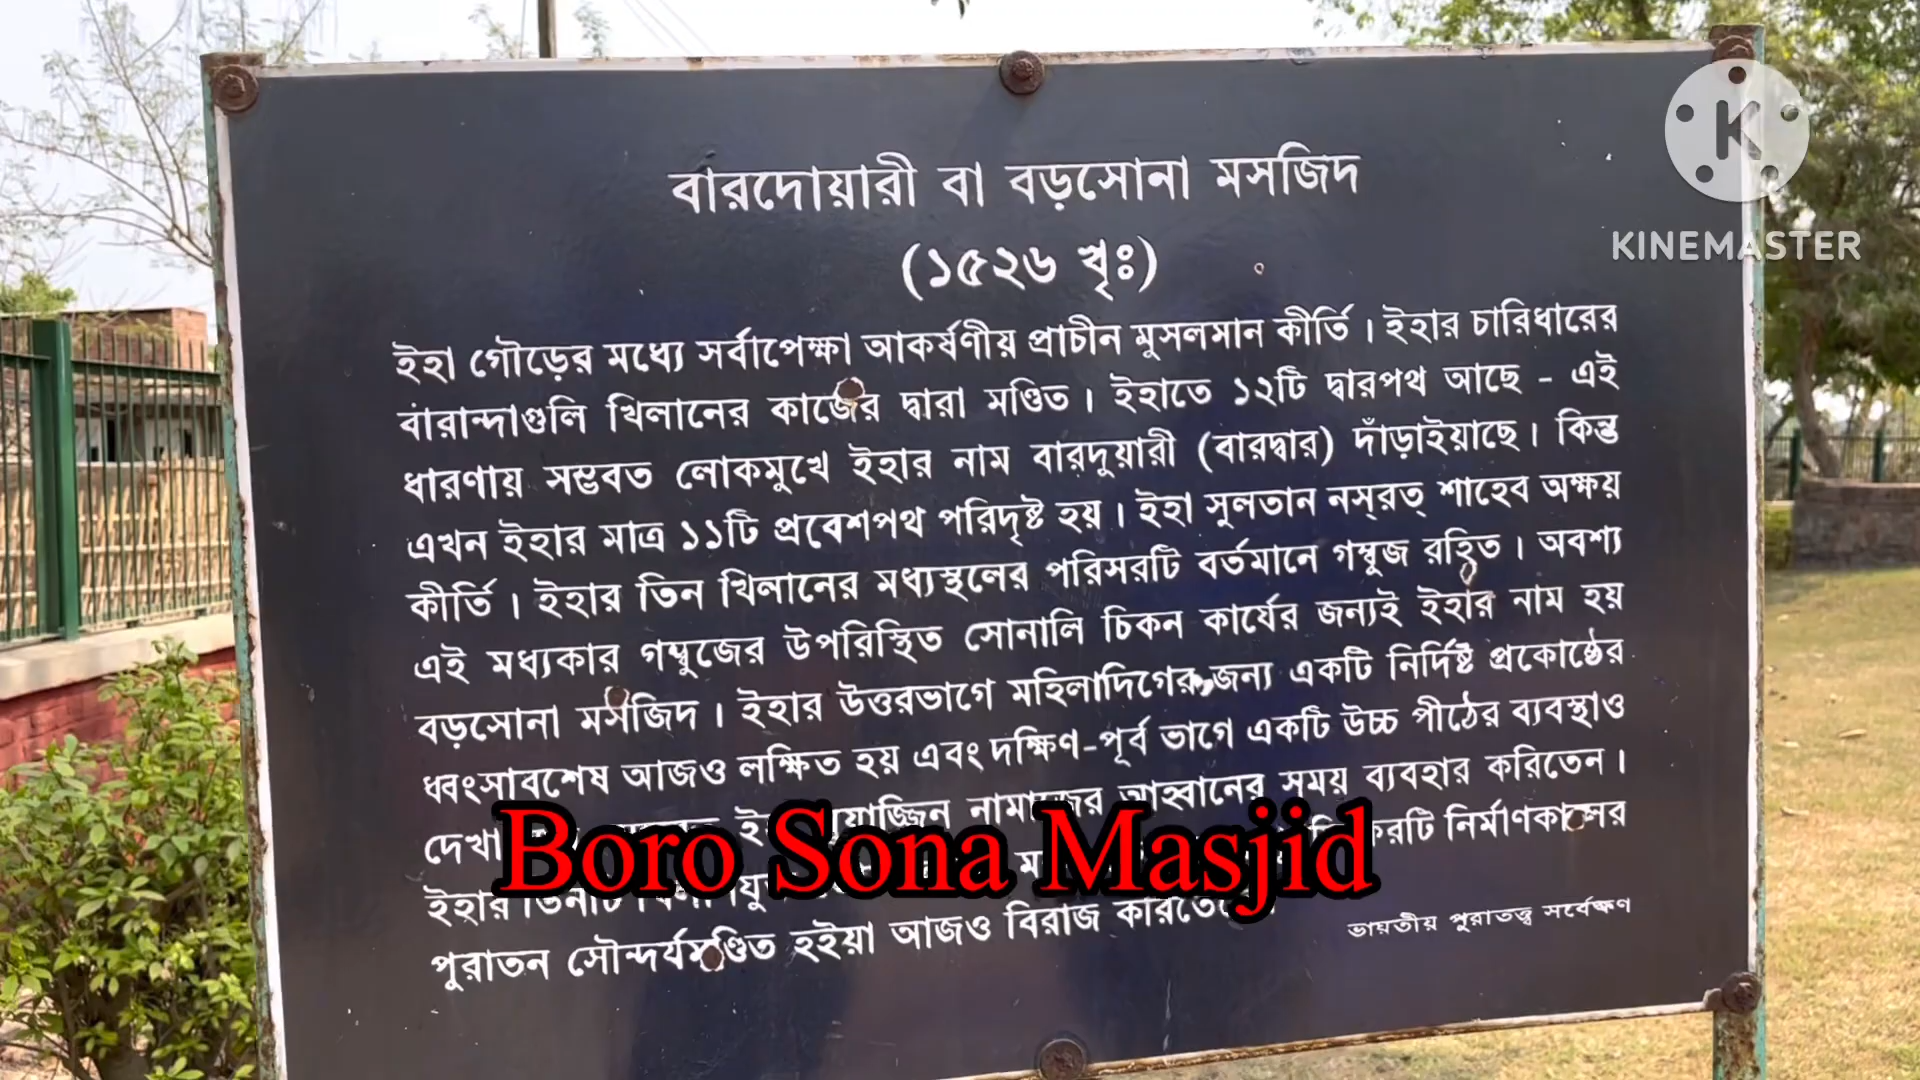 বারদোয়ারী বা বড়সোনা মসজিদ
(১৫২৬ খৃঃ)
ইহা গৌড়ের মধ্যে সর্বাপেক্ষা আকর্ষণীয় প্রাচীন মুসলমান কীর্তি । ইহার চারিধারের
বারান্দাগুলি খিলানের কাজের দ্বারা মণ্ডিত । ইহাতে ১২টি দ্বারপথ আছে - এই
ধারণায় সম্ভবত লোকমুখে ইহার নাম বারদুয়ারী (বারদ্বার) দাঁড়াইয়াছে । কিন্তু
এখন ইহার মাত্র ১১টি প্রবেশপথ পরিদৃষ্ট হয় । ইহা সুলতান নস্‌রত্‌ শাহেব অক্ষয়
কীর্তি । ইহার তিন খিলানের মধ্যস্থলের পরিসরটি বর্তমানে গম্বুজ রহিত । অবশ্য
এই মধ্যকার গম্বুজের উপরিস্থিত সোনালি চিকন কার্যের জন্যই ইহার নাম হয়
বড়সোনা মসজিদ । ইহার উত্তরভাগে মহিলাদিগের জন্য একটি নির্দিষ্ট প্রকোষ্ঠের
ধ্বংসাবশেষ আজও লক্ষিত হয় এবং দক্ষিণ-পূর্ব ভাগে একটি উচ্চ পীঠের ব্যবস্থাও
দেখা নামাজের আহ্বানের সময় ব্যবহার করিতেন ।
ইহার নির্মাণকালের
পুরাতন সৌন্দর্যমণ্ডিত হইয়া আজও বিরাজ
ভারতীয় পুরাতত্ত্ব সর্বেক্ষণ
Boro Sona Masjid
K
KINEMASTER